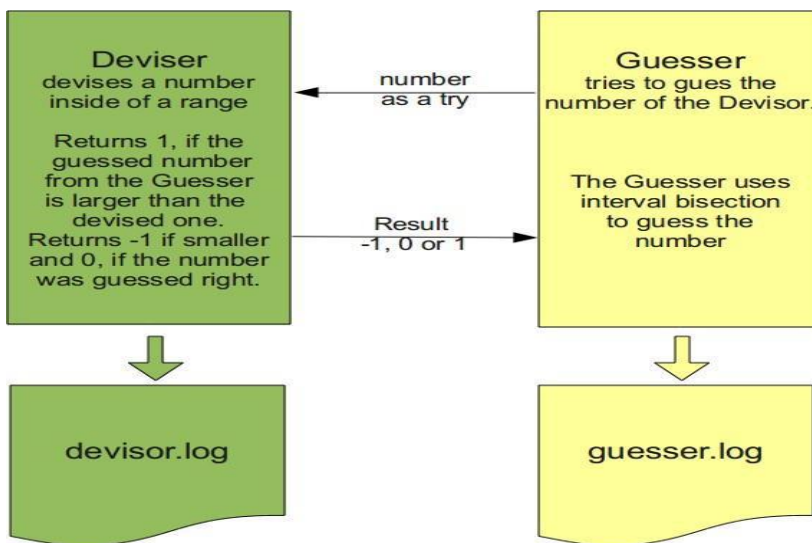 Deviser
devises a number
inside of a range
Returns 1, if the
guessed number
from the Guesser
is larger than the
devised one.
Returns -1 if smaller
and 0, if the number
was guessed right.
number
as a try
Result
-1, 0 or 1
Guesser
tries to gues the
number of the Devisor.
The Guesser uses
interval bisection
to guess the
number
devisor.log
guesser.log